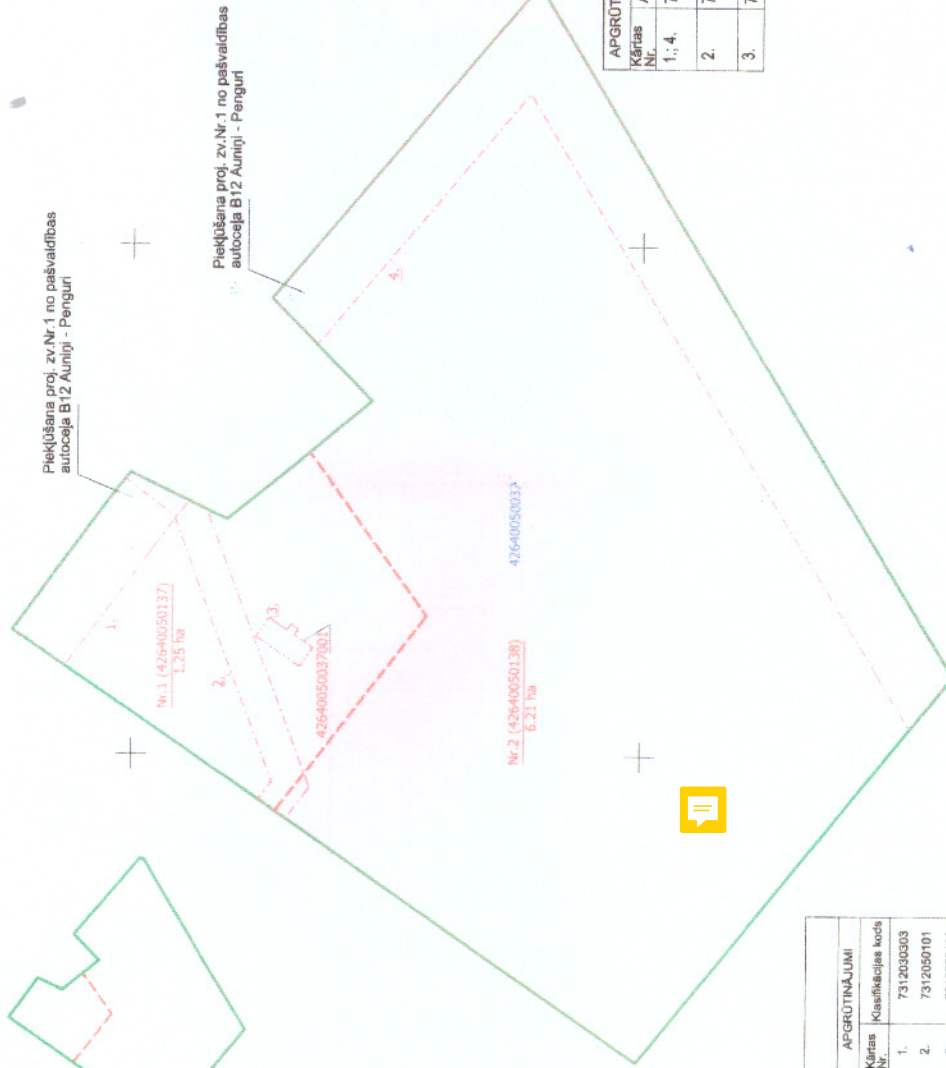 Piekļūšana proj. zv.Nr.1 no pašvaldības
autoceļa B12 Auniņi - Penguri
Piekļūšana proj. zv.Nr.1 no pašvaldības
autoceļa B12 Auniņi - Penguri
APGRŪT
Kārtas
Nr.
1.; 4.
2.
3.
4.
1.
Nr.1 (42640050137)
1.25 ha
2.
3.
42640050037001
42640050037
Nr.2 (42640050138)
6.21 ha
APGRŪTINĀJUMI
Kārtas
Nr.
Klasifikācijas kods
1.
7312030303
2.
7312050101